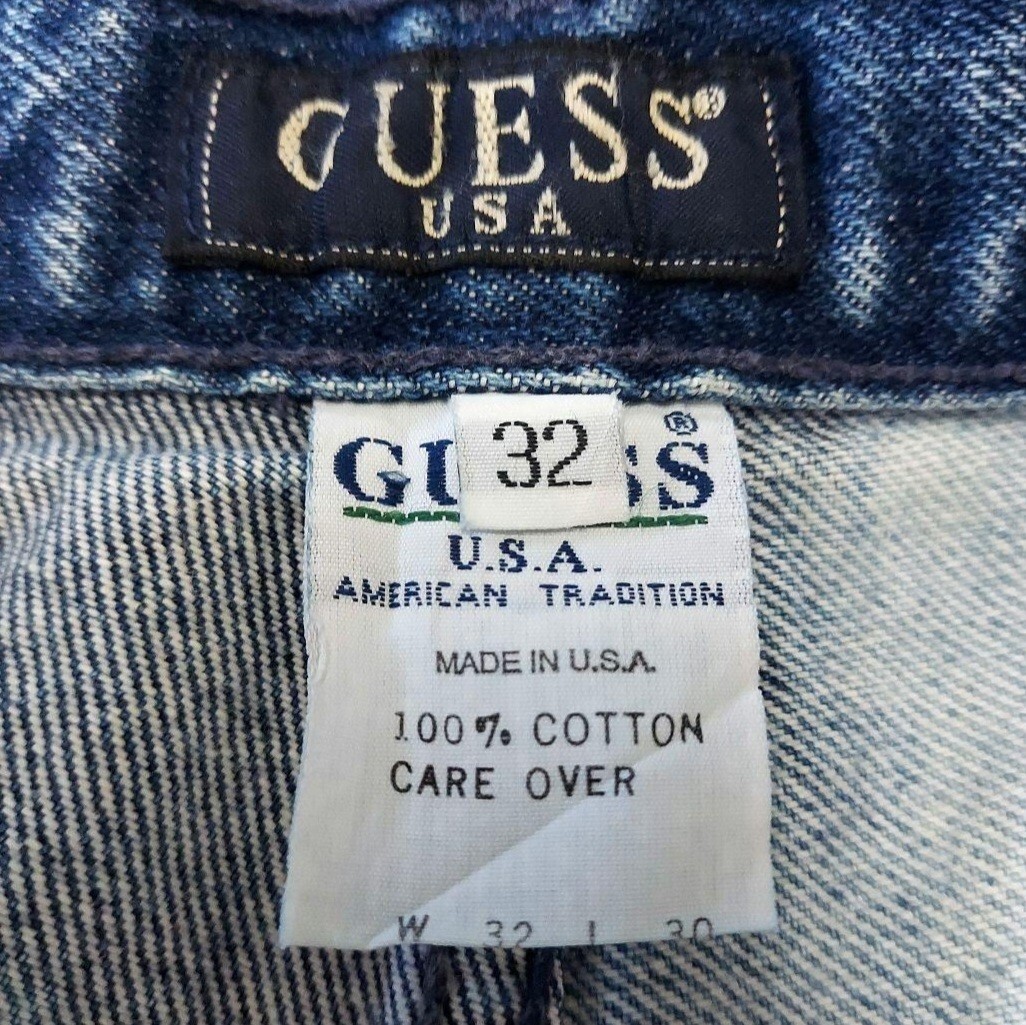 GUESS®
USA
32
GU SS®
U.S.A.
AMERICAN TRADITION
MADE IN U.S.A.
100% COTTON
CARE OVER
W 32 L 30